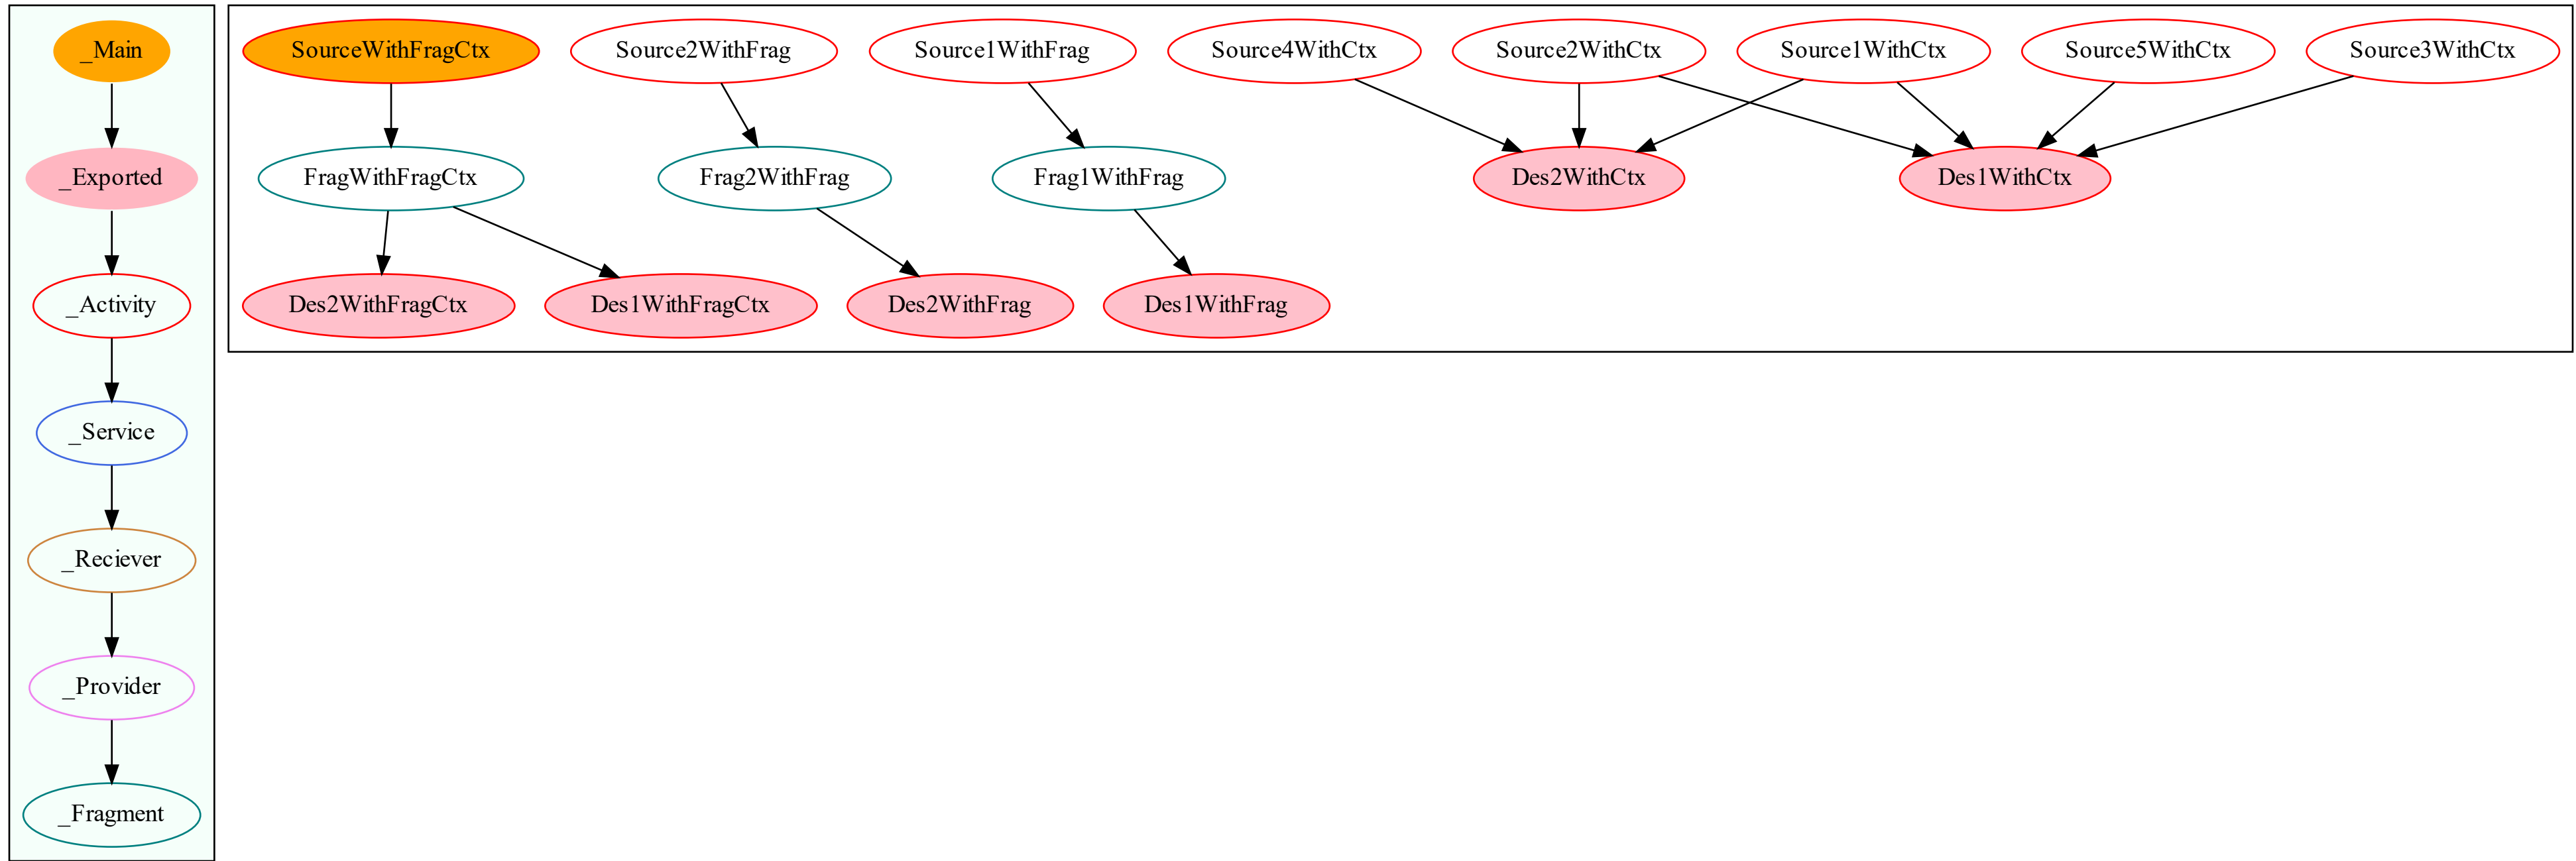 _Main
_Exported
_Activity
_Service
_Reciever
_Provider
_Fragment
SourceWithFragCtx
Source2WithFrag
Source1WithFrag
Source4WithCtx
Source2WithCtx
Source1WithCtx
Source5WithCtx
Source3WithCtx
FragWithFragCtx
Frag2WithFrag
Frag1WithFrag
Des2WithCtx
Des1WithCtx
Des2WithFragCtx
Des1WithFragCtx
Des2WithFrag
Des1WithFrag